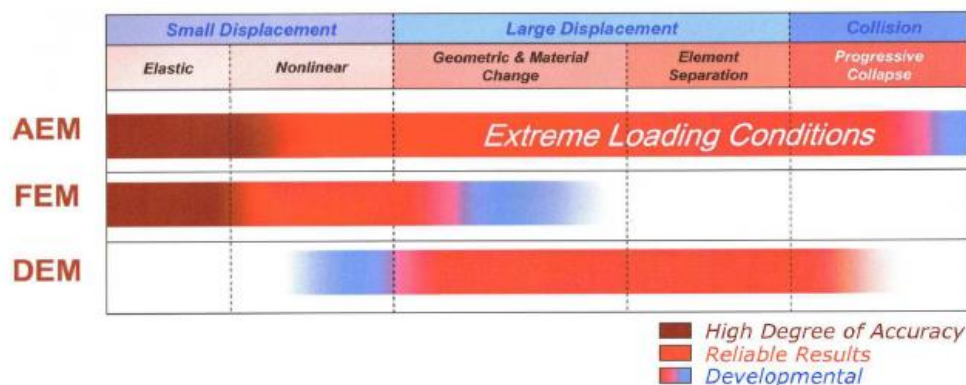 Small Displacement Large Displacement Collision
Elastic Nonlinear Geometric & Material Change Element Separation Progressive Collapse
AEM Extreme Loading Conditions
FEM
DEM
High Degree of Accuracy
Reliable Results
Developmental